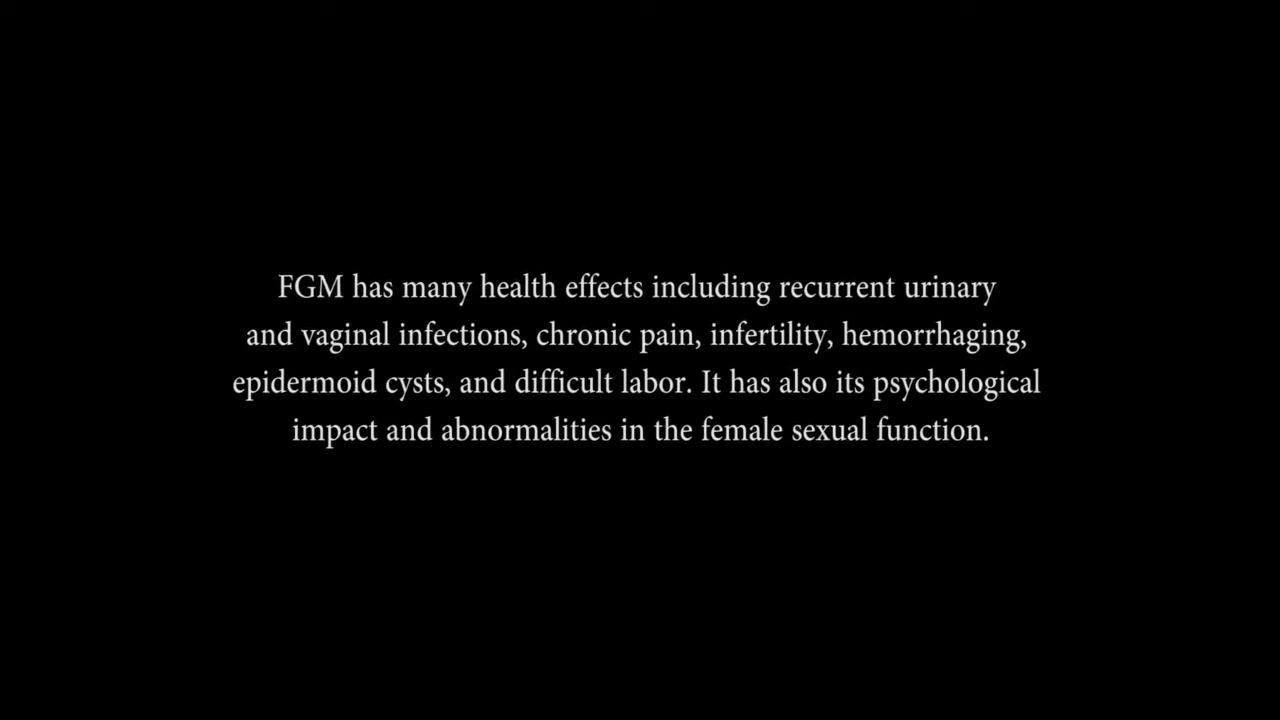 FGM has many health effects including recurrent urinary
and vaginal infections, chronic pain, infertility, hemorrhaging,
epidermoid cysts, and difficult labor. It has also its psychological
impact and abnormalities in the female sexual function.